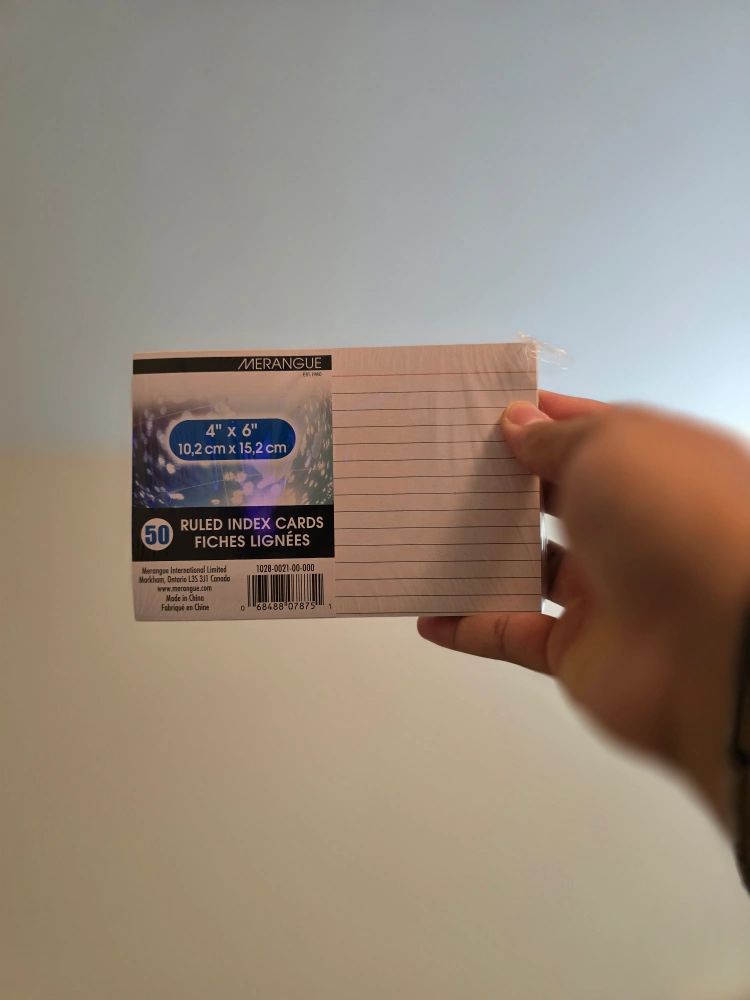 MERANGUE
EST. 1980
4" x 6"
10,2 cm x 15,2 cm
50
RULED INDEX CARDS
FICHES LIGNÉES
Merangue International Limited
Markham, Ontario L3S 3J1 Canada
www.merangue.com
Made in China
Fabriqué en Chine
1028-0021-00-000
0 68488 07875 1